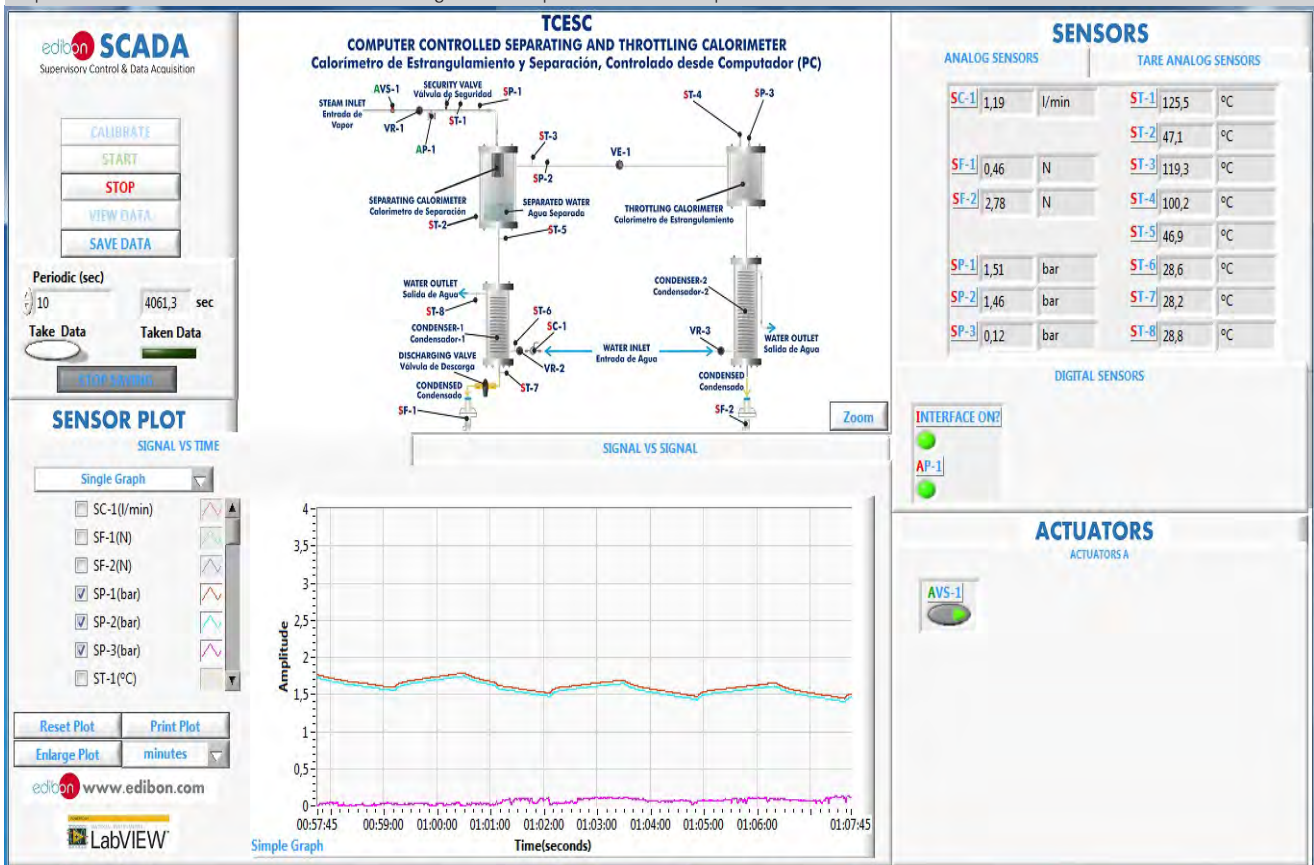 edibon SCADA
Supervisory Control & Data Acquisition
CALIBRATE
START
STOP
VIEW DATA
SAVE DATA
Periodic (sec)
10
4061,3 sec
Take Data
Taken Data
STOP SAVING
TCESC
COMPUTER CONTROLLED SEPARATING AND THROTTLING CALORIMETER
Calorímetro de Estrangulamiento y Separación, Controlado desde Computador (PC)
STEAM INLET
Entrada de
Vapor
AVS-1
VR-1
AP-1
SECURITY VALVE
Válvula de Seguridad
ST-1
SP-1
ST-3
SP-2
VE-1
ST-4
SP-3
SEPARATING CALORIMETER
Calorímetro de Separación
ST-2
SEPARATED WATER
Agua Separada
ST-5
THROTTLING CALORIMETER
Calorímetro de Estrangulamiento
WATER OUTLET
Salida de Agua
ST-8
CONDENSER-1
Condensador-1
ST-6
SC-1
VR-2
DISCHARGING VALVE
Válvula de Descarga
ST-7
CONDENSED
Condensado
SF-1
WATER INLET
Entrada de Agua
CONDENSER-2
Condensador-2
VR-3
WATER OUTLET
Salida de Agua
CONDENSED
Condensado
SF-2
Zoom
SENSORS
ANALOG SENSORS
TARE ANALOG SENSORS
SC-1 1,19 l/min
ST-1 125,5 ºC
ST-2 47,1 ºC
SF-1 0,46 N
ST-3 119,3 ºC
SF-2 2,78 N
ST-4 100,2 ºC
ST-5 46,9 ºC
SP-1 1,51 bar
ST-6 28,6 ºC
SP-2 1,46 bar
ST-7 28,2 ºC
SP-3 0,12 bar
ST-8 28,8 ºC
DIGITAL SENSORS
INTERFACE ON?
AP-1
ACTUATORS
ACTUATORS A
AVS-1
SENSOR PLOT
SIGNAL VS TIME
SIGNAL VS SIGNAL
Single Graph
SC-1(l/min)
SF-1(N)
SF-2(N)
SP-1(bar)
SP-2(bar)
SP-3(bar)
ST-1(ºC)
Reset Plot
Print Plot
Enlarge Plot
minutes
edibon www.edibon.com
LabVIEW
Amplitude
4
3,5
3
2,5
2
1,5
1
0,5
0
00:57:45 00:59:00 01:00:00 01:01:00 01:02:00 01:03:00 01:04:00 01:05:00 01:06:00 01:07:45
Simple Graph
Time(seconds)